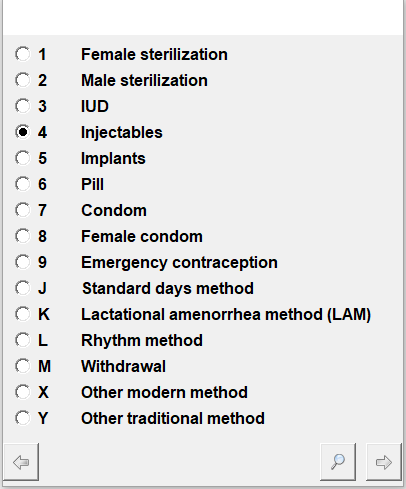 1 Female sterilization
2 Male sterilization
3 IUD
4 Injectables
5 Implants
6 Pill
7 Condom
8 Female condom
9 Emergency contraception
J Standard days method
K Lactational amenorrhea method (LAM)
L Rhythm method
M Withdrawal
X Other modern method
Y Other traditional method